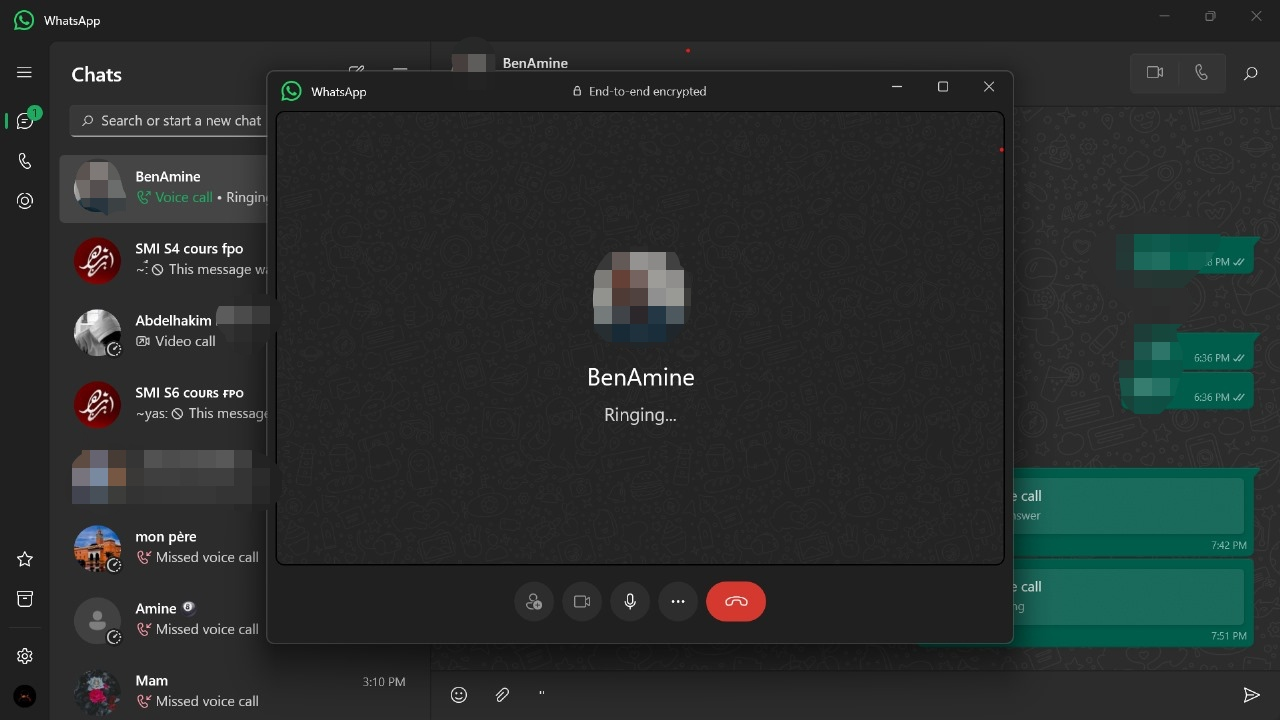 WhatsApp
Chats
1
Search or start a new chat
BenAmine
Voice call • Ringing
SMI S4 cours fpo
This message
Abdelhakim
Video call
SMI S6 COURS FPO
~yas: This message
mon père
Missed voice call
Amine 8
Missed voice call
Mam
3:10 PM
Missed voice call
BenAmine
WhatsApp
End-to-end encrypted
BenAmine
Ringing...
PM
6:36 PM
6:36 PM
call
7:42 PM
call
7:51 PM
"